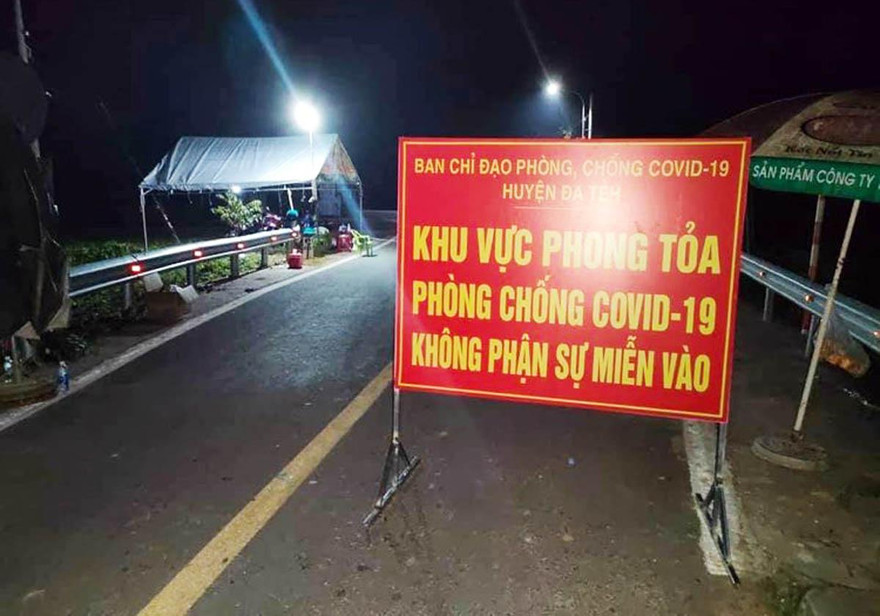 BAN CHỈ ĐẠO PHÒNG, CHỐNG COVID-19
HUYỆN ĐẠ TẺH
KHU VỰC PHONG TỎA
PHÒNG CHỐNG COVID-19
KHÔNG PHẬN SỰ MIỄN VÀO
SẢN PHẨM CÔNG TY